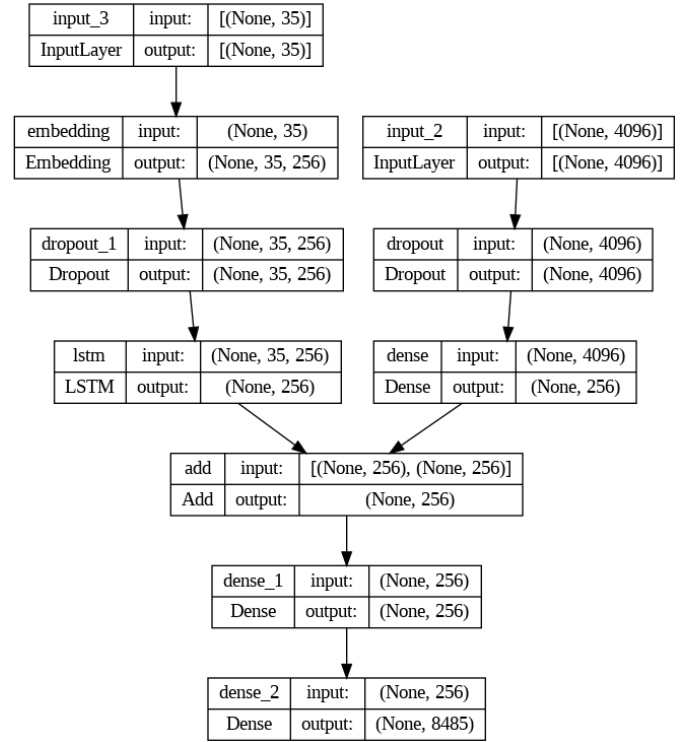 input_3 input: [(None, 35)]
InputLayer output: [(None, 35)]
embedding input: (None, 35)
Embedding output: (None, 35, 256)
input_2 input: [(None, 4096)]
InputLayer output: [(None, 4096)]
dropout_1 input: (None, 35, 256)
Dropout output: (None, 35, 256)
dropout input: (None, 4096)
Dropout output: (None, 4096)
lstm input: (None, 35, 256)
LSTM output: (None, 256)
dense input: (None, 4096)
Dense output: (None, 256)
add input: [(None, 256), (None, 256)]
Add output: (None, 256)
dense_1 input: (None, 256)
Dense output: (None, 256)
dense_2 input: (None, 256)
Dense output: (None, 8485)